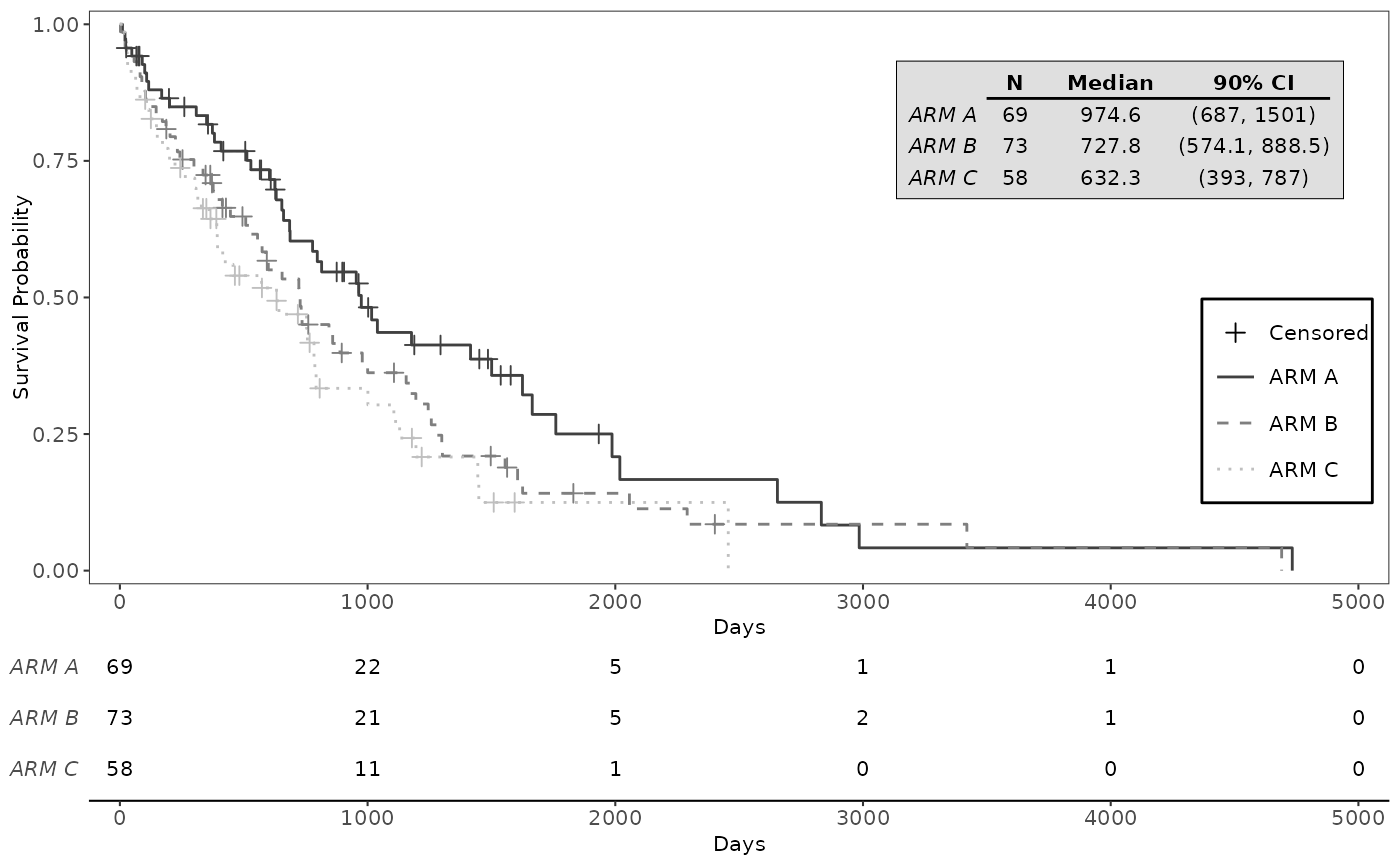 Survival Probability
1.00
0.75
0.50
0.25
0.00
N Median 90% CI
ARM A 69 974.6 (687, 1501)
ARM B 73 727.8 (574.1, 888.5)
ARM C 58 632.3 (393, 787)
Censored
ARM A
ARM B
ARM C
0 1000 2000 3000 4000 5000
Days
ARM A 69 22 5 1 1 0
ARM B 73 21 5 2 1 0
ARM C 58 11 1 0 0 0
0 1000 2000 3000 4000 5000
Days